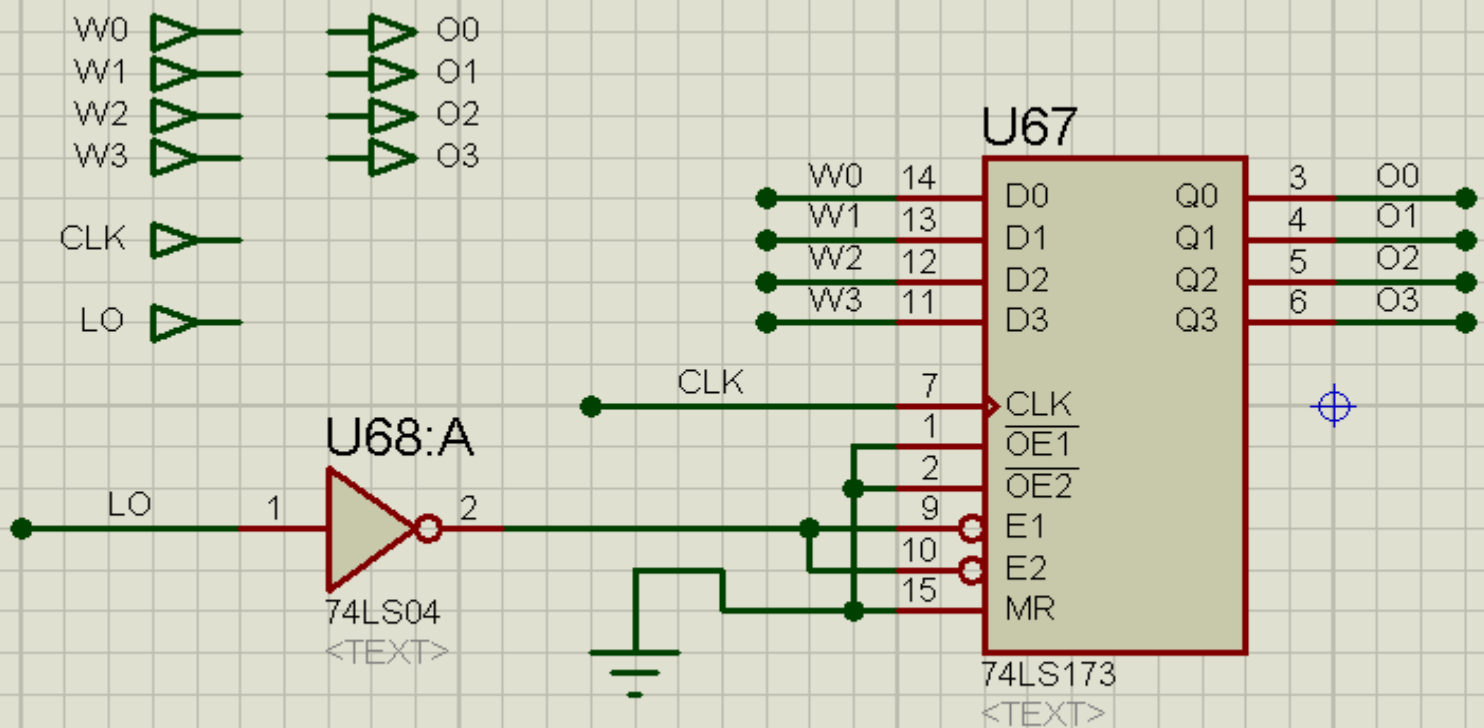 W0 O0
W1 O1
W2 O2
W3 O3
CLK
LO
U67
W0 14 D0 Q0 3 O0
W1 13 D1 Q1 4 O1
W2 12 D2 Q2 5 O2
W3 11 D3 Q3 6 O3
CLK 7 CLK
1 OE1
2 OE2
9 E1
10 E2
15 MR
74LS173
<TEXT>
U68:A
LO 1 2
74LS04
<TEXT>